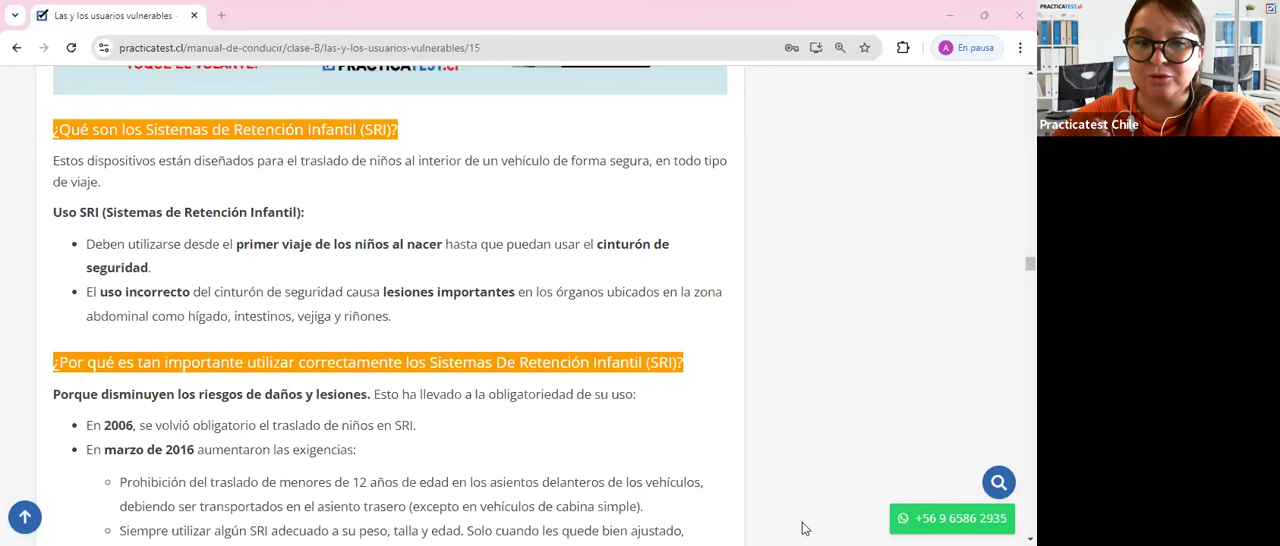 Las y los usuarios vulnerables -
practicatest.cl/manual-de-conducir/clase-B/las-y-los-usuarios-vulnerables/15
A En pausa
PRACTICATEST.cl
Practicatest Chile
TOQUE EL VOLANTE.
PRACTICATEST.cl
¿Qué son los Sistemas de Retención Infantil (SRI)?
Estos dispositivos están diseñados para el traslado de niños al interior de un vehículo de forma segura, en todo tipo
de viaje.
Uso SRI (Sistemas de Retención Infantil):
Deben utilizarse desde el primer viaje de los niños al nacer hasta que puedan usar el cinturón de
seguridad.
El uso incorrecto del cinturón de seguridad causa lesiones importantes en los órganos ubicados en la zona
abdominal como hígado, intestinos, vejiga y riñones.
¿Por qué es tan importante utilizar correctamente los Sistemas De Retención Infantil (SRI)?
Porque disminuyen los riesgos de daños y lesiones. Esto ha llevado a la obligatoriedad de su uso:
En 2006, se volvió obligatorio el traslado de niños en SRI.
En marzo de 2016 aumentaron las exigencias:
Prohibición del traslado de menores de 12 años de edad en los asientos delanteros de los vehículos,
debiendo ser transportados en el asiento trasero (excepto en vehículos de cabina simple).
Siempre utilizar algún SRI adecuado a su peso, talla y edad. Solo cuando les quede bien ajustado,
+56 9 6586 2935